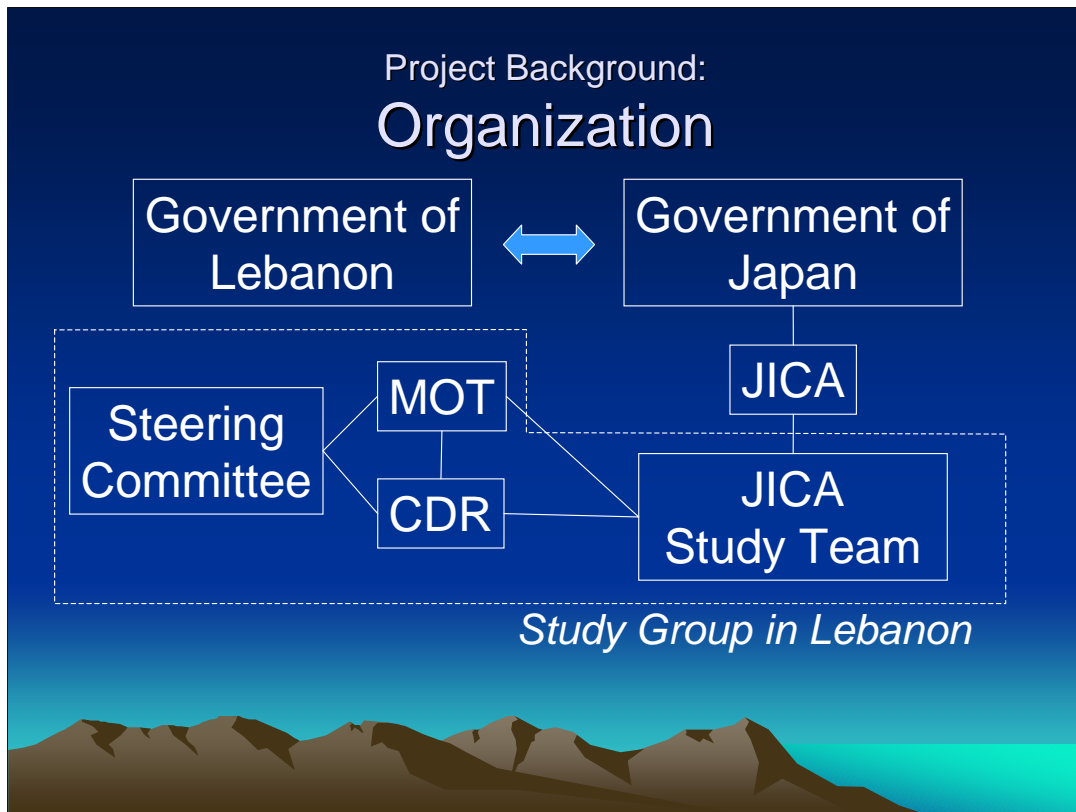 Project Background:
Organization
Government of
Lebanon
Government of
Japan
JICA
MOT
Steering
Committee
CDR
JICA
Study Team
Study Group in Lebanon